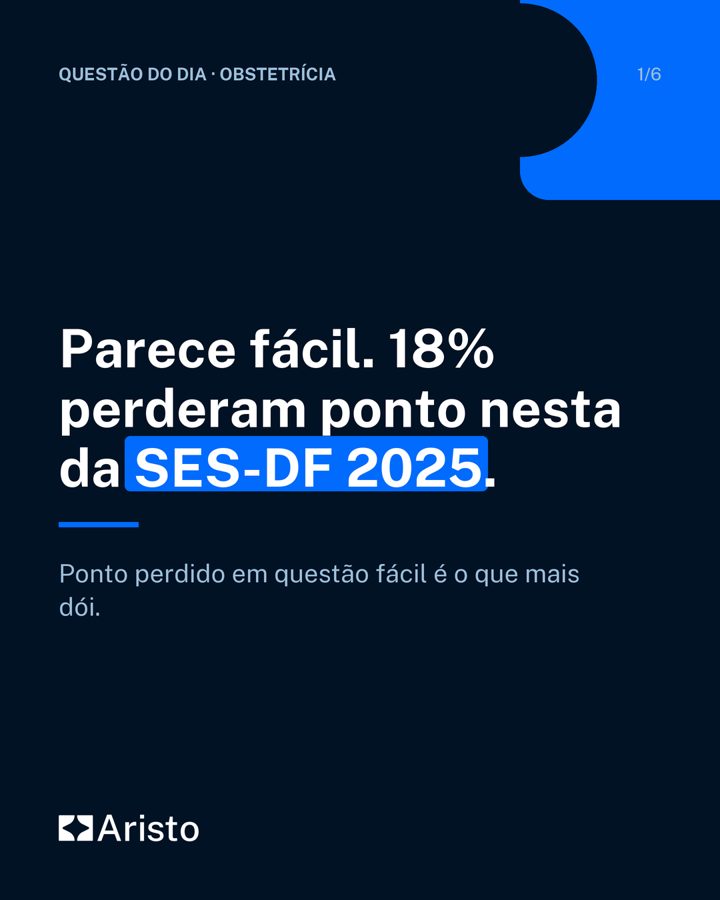 QUESTÃO DO DIA · OBSTETRÍCIA
1/6
Parece fácil. 18%
perderam ponto nesta
da SES-DF 2025.
Ponto perdido em questão fácil é o que mais
dói.
Aristo